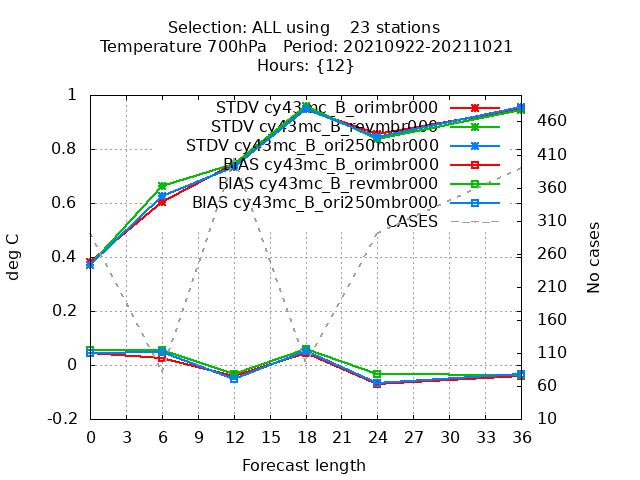 Selection: ALL using 23 stations
Temperature 700hPa Period: 20210922-20211021
Hours: {12}
STDV cy43mc_B_orimbr000
STDV cy43mc_B_revmbr000
STDV cy43mc_B_ori250mbr000
BIAS cy43mc_B_orimbr000
BIAS cy43mc_B_revmbr000
BIAS cy43mc_B_ori250mbr000
CASES
deg C
1
0.8
0.6
0.4
0.2
0
-0.2
No cases
460
410
360
310
260
210
160
110
60
10
0 3 6 9 12 15 18 21 24 27 30 33 36
Forecast length